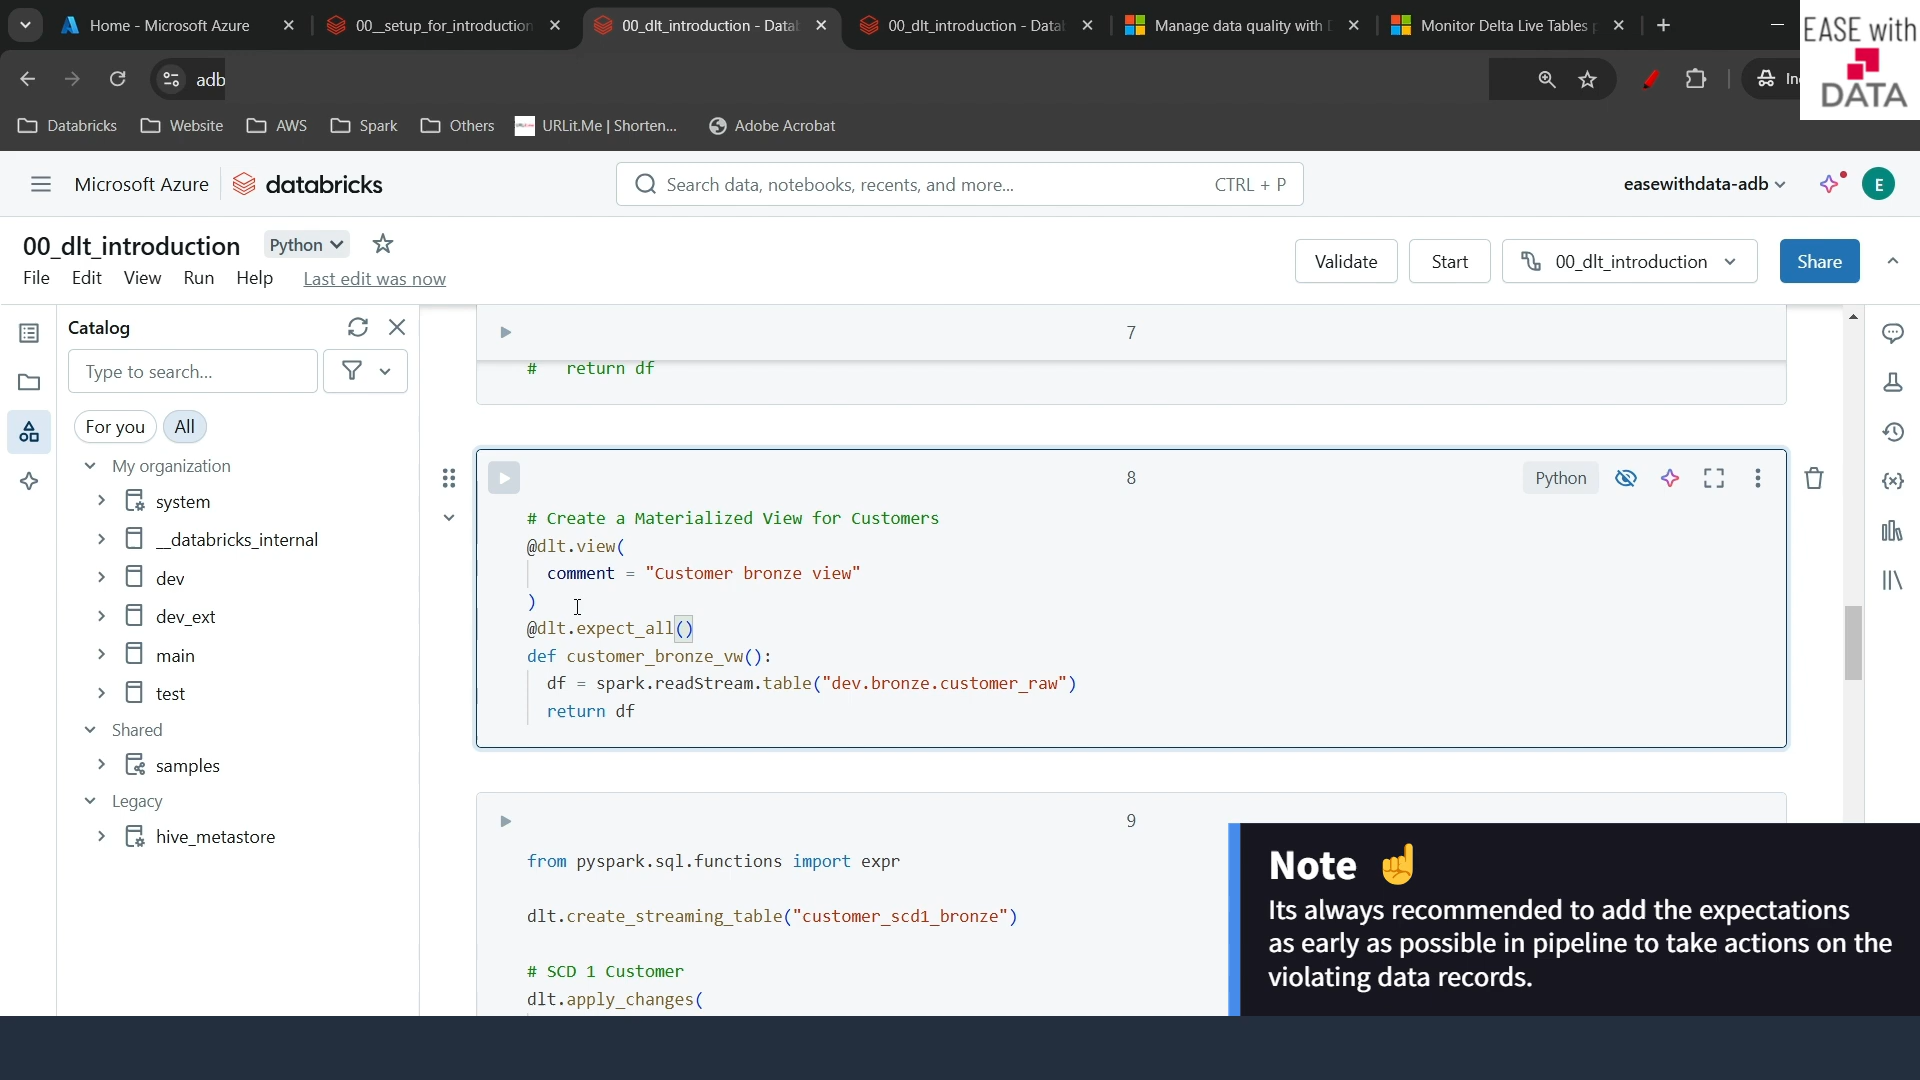 Home - Microsoft Azure
00__setup_for_introduction
00_dlt_introduction - Datab
00_dlt_introduction - Datab
Manage data quality with D
Monitor Delta Live Tables p
EASE with
DATA
adb
Databricks
Website
AWS
Spark
Others
URLit.Me | Shorten...
Adobe Acrobat
Microsoft Azure
databricks
Search data, notebooks, recents, and more...
CTRL + P
easewithdata-adb
E
00_dlt_introduction
Python
File
Edit
View
Run
Help
Last edit was now
Validate
Start
00_dlt_introduction
Share
Catalog
Type to search...
For you
All
My organization
system
__databricks_internal
dev
dev_ext
main
test
Shared
samples
Legacy
hive_metastore
7
# return df
8
Python
# Create a Materialized View for Customers
@dlt.view(
comment = "Customer bronze view"
)
@dlt.expect_all()
def customer_bronze_vw():
df = spark.readStream.table("dev.bronze.customer_raw")
return df
9
from pyspark.sql.functions import expr
dlt.create_streaming_table("customer_scd1_bronze")
# SCD 1 Customer
dlt.apply_changes(
Note ☝
Its always recommended to add the expectations
as early as possible in pipeline to take actions on the
violating data records.